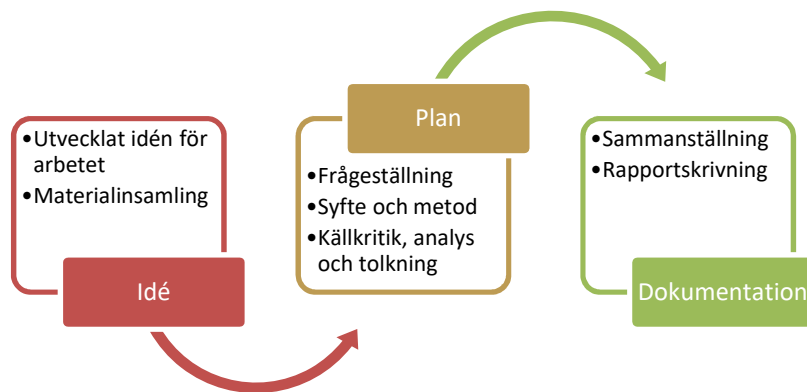 •Utvecklat idén för
arbetet
•Materialinsamling
Idé
Plan
•Frågeställning
•Syfte och metod
•Källkritik, analys
och tolkning
•Sammanställning
•Rapportskrivning
Dokumentation